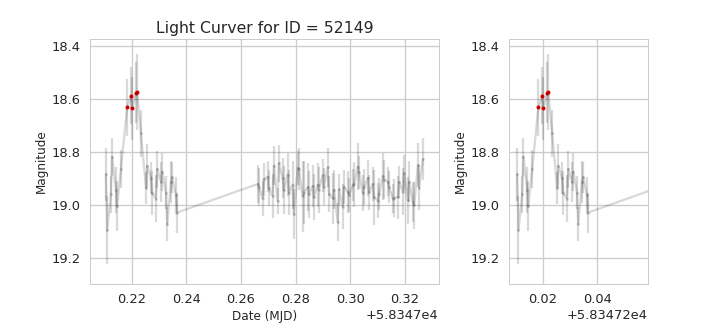 Light Curver for ID = 52149
Magnitude
18.4
18.6
18.8
19.0
19.2
0.22 0.24 0.26 0.28 0.30 0.32
Date (MJD)
+5.8347e4
Magnitude
18.4
18.6
18.8
19.0
19.2
0.02 0.04
+5.83472e4